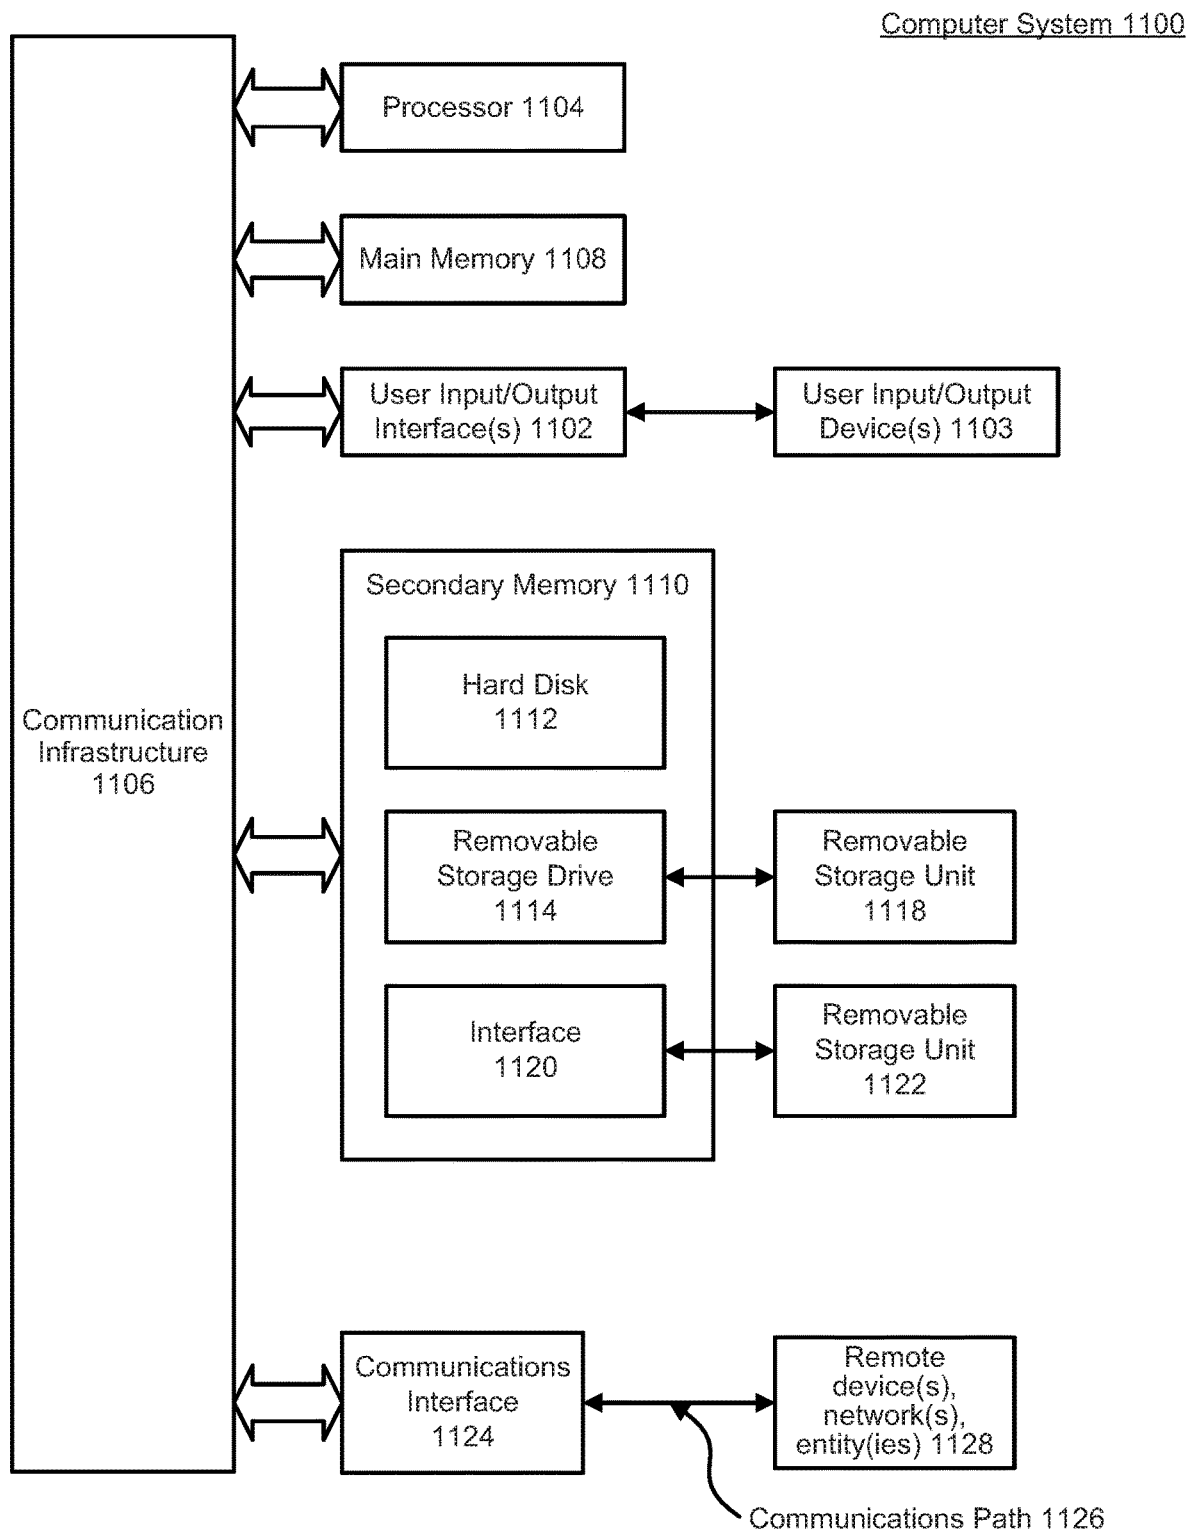 Computer System 1100
Processor 1104
Main Memory 1108
User Input/Output
Interface(s) 1102
User Input/Output
Device(s) 1103
Secondary Memory 1110
Hard Disk
1112
Communication
Infrastructure
1106
Removable
Storage Drive
1114
Removable
Storage Unit
1118
Interface
1120
Removable
Storage Unit
1122
Communications
Interface
1124
Remote
device(s),
network(s),
entity(ies) 1128
Communications Path 1126